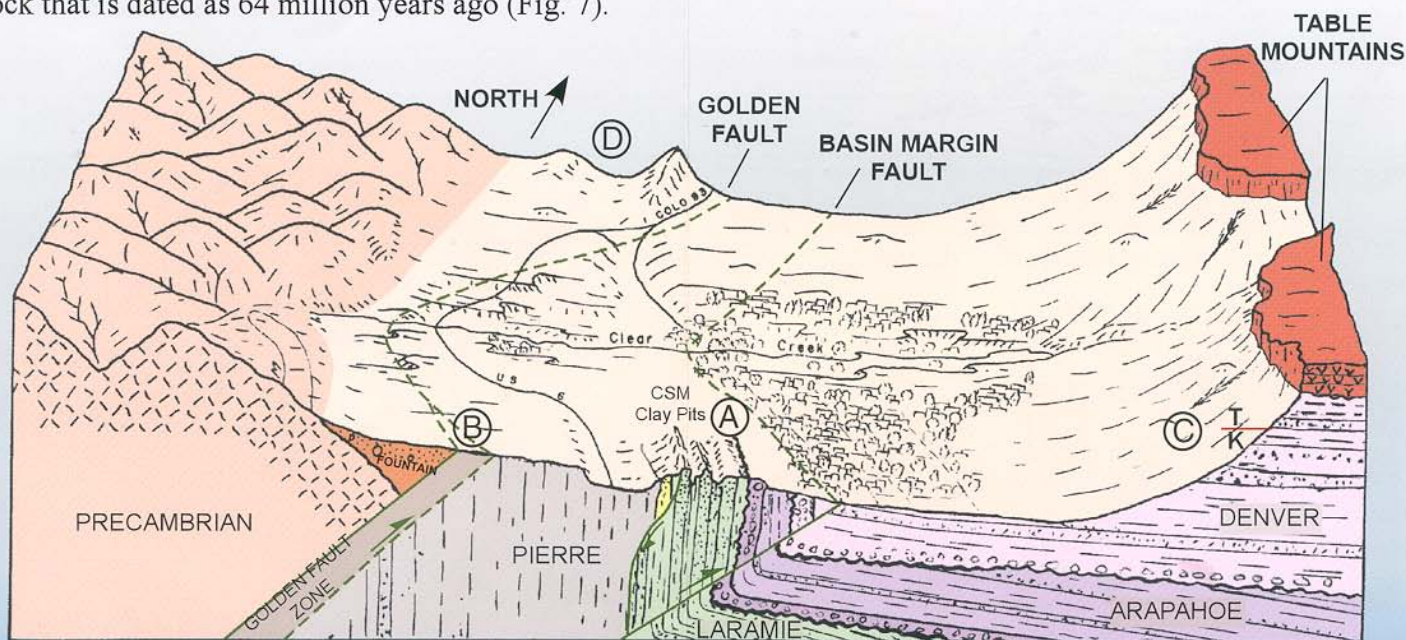 ock that is dated as 64 million years ago (Fig. 7).
TABLE
MOUNTAINS
NORTH
D
GOLDEN
FAULT
BASIN MARGIN
FAULT
COLO 93
Clear Creek
U S 6
CSM
Clay Pits
A
B
C
T
K
FOUNTAIN
PRECAMBRIAN
GOLDEN FAULT
ZONE
PIERRE
LARAMIE
DENVER
ARAPAHOE